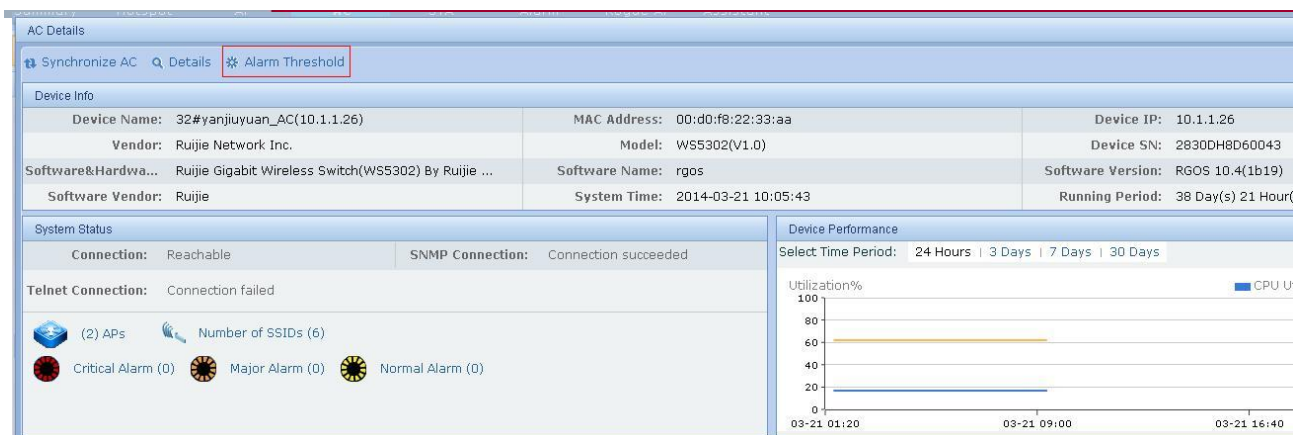 AC Details
Synchronize AC Details Alarm Threshold
Device Info
Device Name: 32#yanjiuyuan_AC(10.1.1.26) MAC Address: 00:d0:f8:22:33:aa Device IP: 10.1.1.26
Vendor: Ruijie Network Inc. Model: WS5302(V1.0) Device SN: 2830DH8D60043
Software&Hardwa... Ruijie Gigabit Wireless Switch(WS5302) By Ruijie ... Software Name: rgos Software Version: RGOS 10.4(1b19)
Software Vendor: Ruijie System Time: 2014-03-21 10:05:43 Running Period: 38 Day(s) 21 Hour(
System Status
Connection: Reachable SNMP Connection: Connection succeeded
Telnet Connection: Connection failed
(2) APs Number of SSIDs (6)
Critical Alarm (0) Major Alarm (0) Normal Alarm (0)
Device Performance
Select Time Period: 24 Hours | 3 Days | 7 Days | 30 Days
Utilization% CPU U
100
80
60
40
20
0
03-21 01:20 03-21 09:00 03-21 16:40